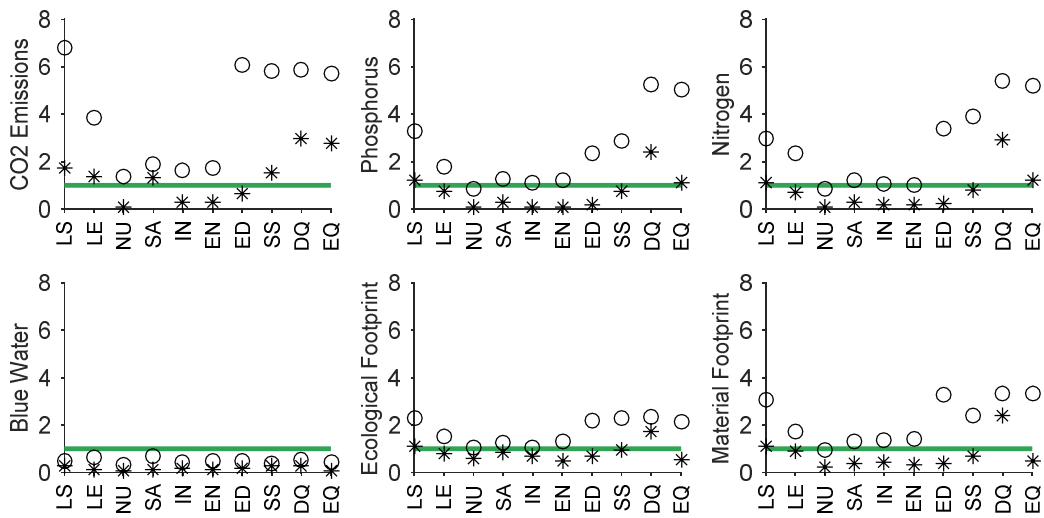 CO2 Emissions
8
6
4
2
0
LS LE NU SA IN EN ED SS DQ EQ
Phosphorus
8
6
4
2
0
LS LE NU SA IN EN ED SS DQ EQ
Nitrogen
8
6
4
2
0
LS LE NU SA IN EN ED SS DQ EQ
Blue Water
8
6
4
2
0
LS LE NU SA IN EN ED SS DQ EQ
Ecological Footprint
8
6
4
2
0
LS LE NU SA IN EN ED SS DQ EQ
Material Footprint
8
6
4
2
0
LS LE NU SA IN EN ED SS DQ EQ